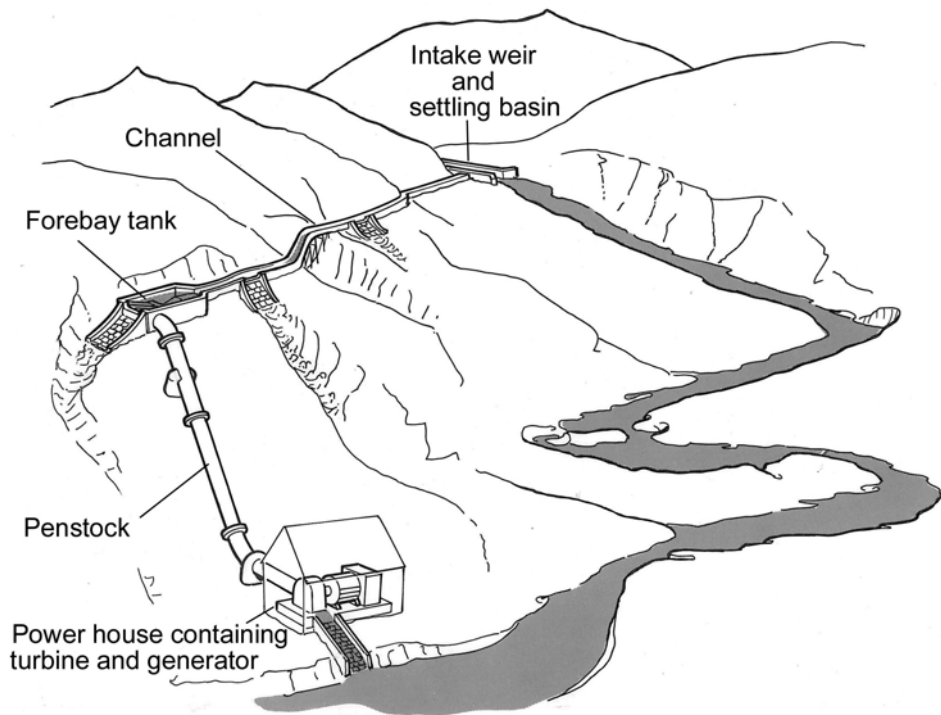 Intake weir
and
settling basin
Channel
Forebay tank
Penstock
Power house containing
turbine and generator